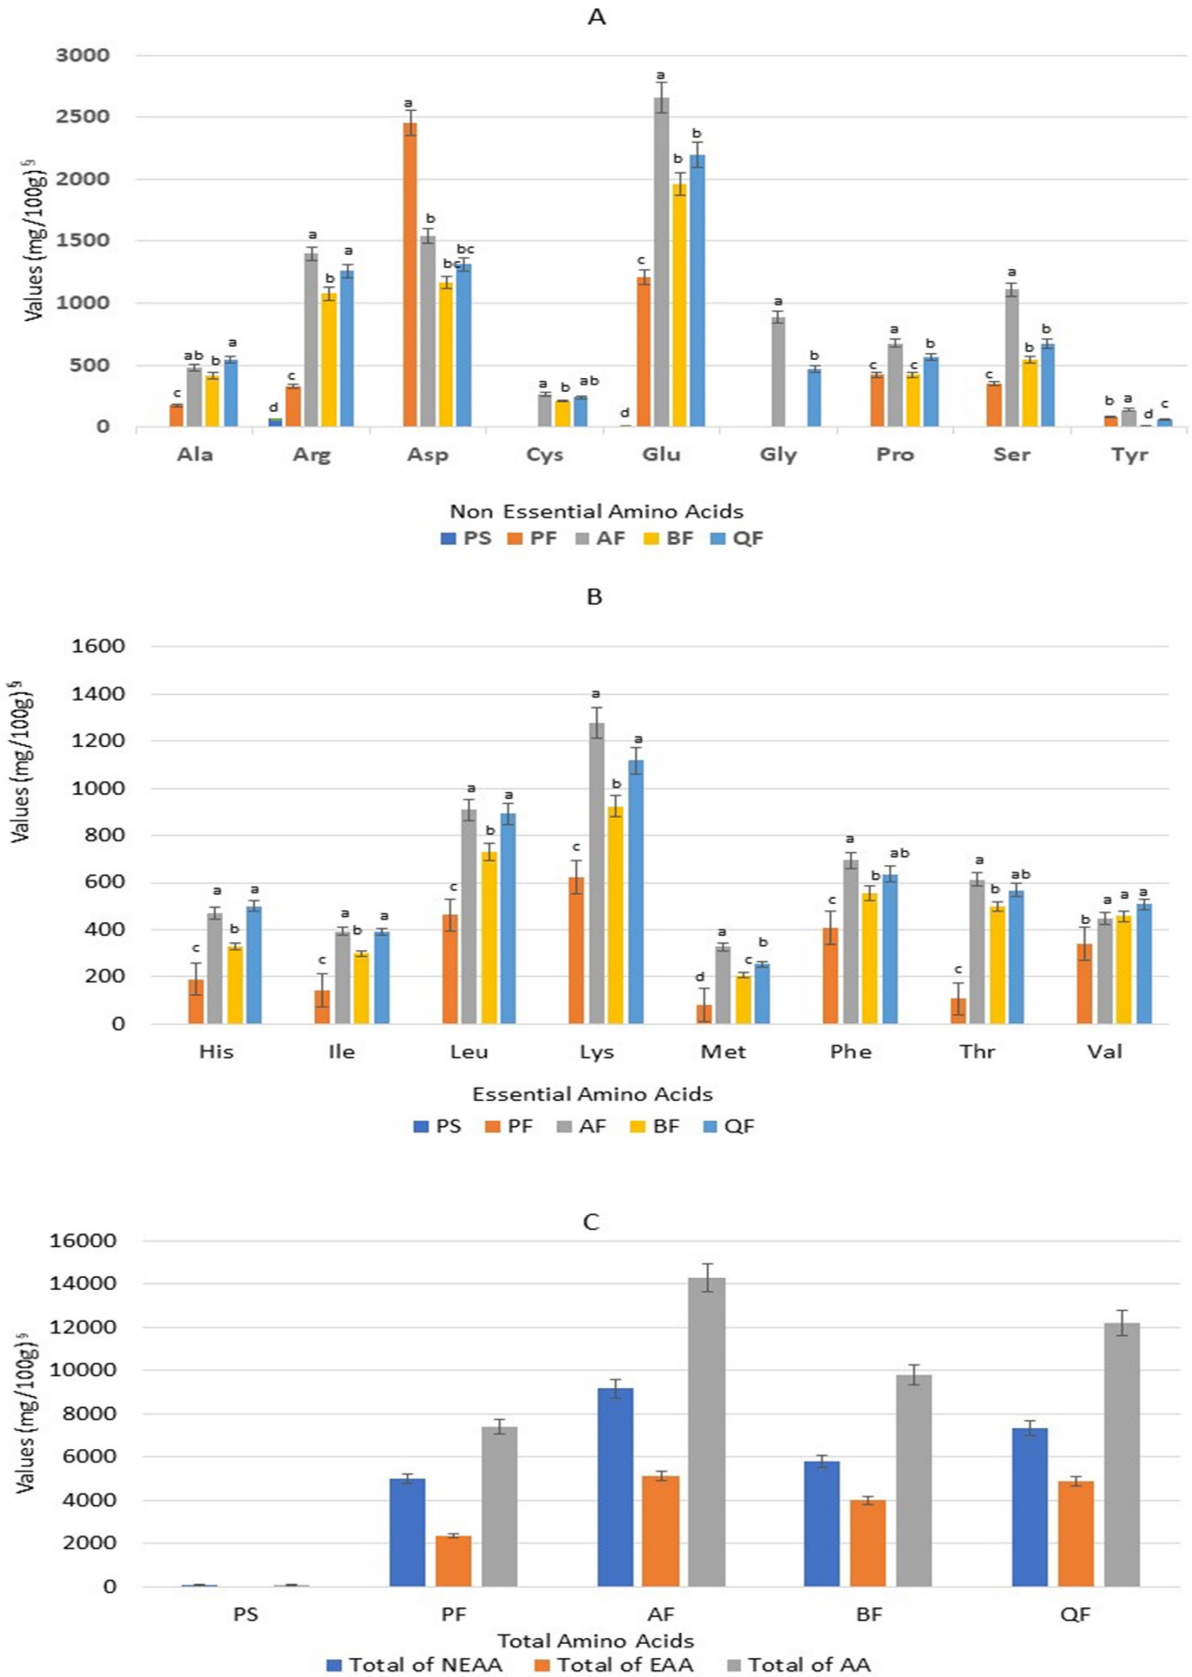 A
3000
2500
2000
1500
1000
500
0
Values (mg/100g)§
c ab b a
d c a b a
a b bc bc
a b ab
d c a b b
a b
c a c b
c a b b
b a d c
Ala Arg Asp Cys Glu Gly Pro Ser Tyr
Non Essential Amino Acids
PS PF AF BF QF
B
1600
1400
1200
1000
800
600
400
200
0
Values (mg/100g)§
c a b a
c a b a
c a b a
c a b a
d a c b
c a b ab
c a b ab
b a a a
His Ile Leu Lys Met Phe Thr Val
Essential Amino Acids
PS PF AF BF QF
C
16000
14000
12000
10000
8000
6000
4000
2000
0
Values (mg/100g)§
PS PF AF BF QF
Total Amino Acids
Total of NEAA Total of EAA Total of AA